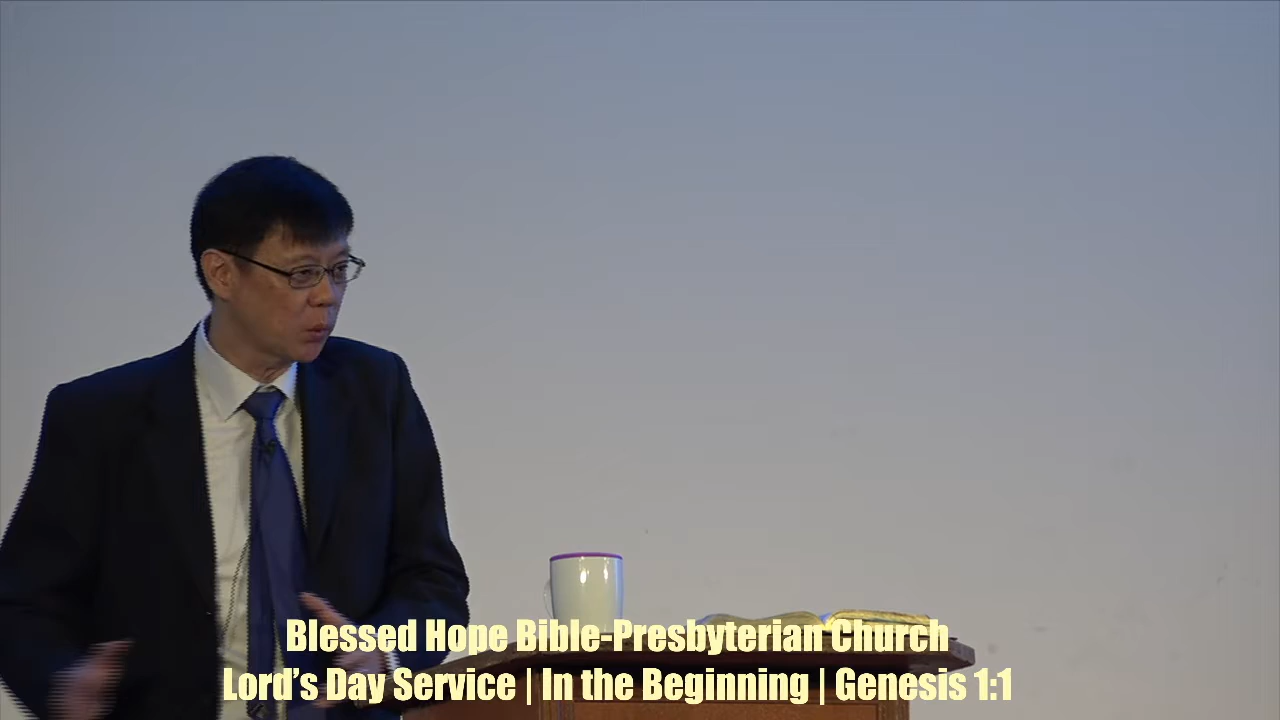 Blessed Hope Bible-Presbyterian Church
Lord's Day Service | In the Beginning | Genesis 1:1